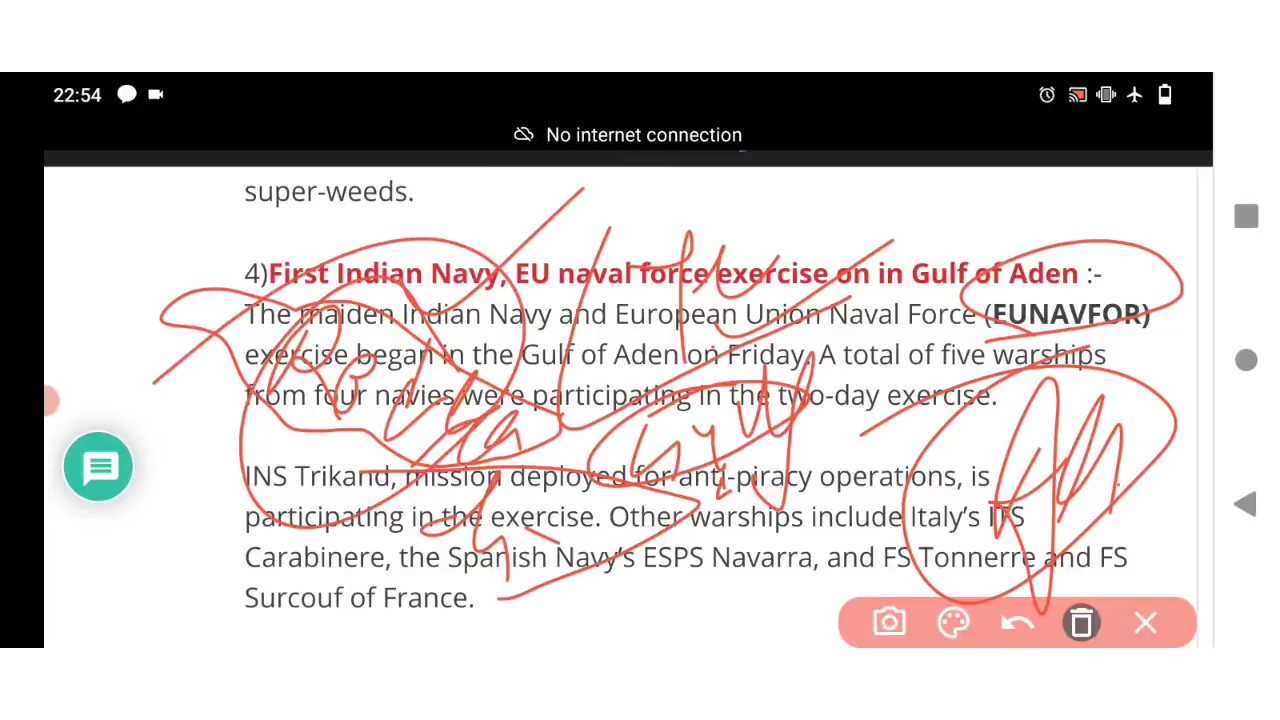 22:54
No internet connection
super-weeds.
4)First Indian Navy, EU naval force exercise on in Gulf of Aden :-
The maiden Indian Navy and European Union Naval Force (EUNAVFOR)
exercise began in the Gulf of Aden on Friday. A total of five warships
from four navies were participating in the two-day exercise.
INS Trikand, mission deployed for anti-piracy operations, is
participating in the exercise. Other warships include Italy’s ITS
Carabinere, the Spanish Navy’s ESPS Navarra, and FS Tonnerre and FS
Surcouf of France.